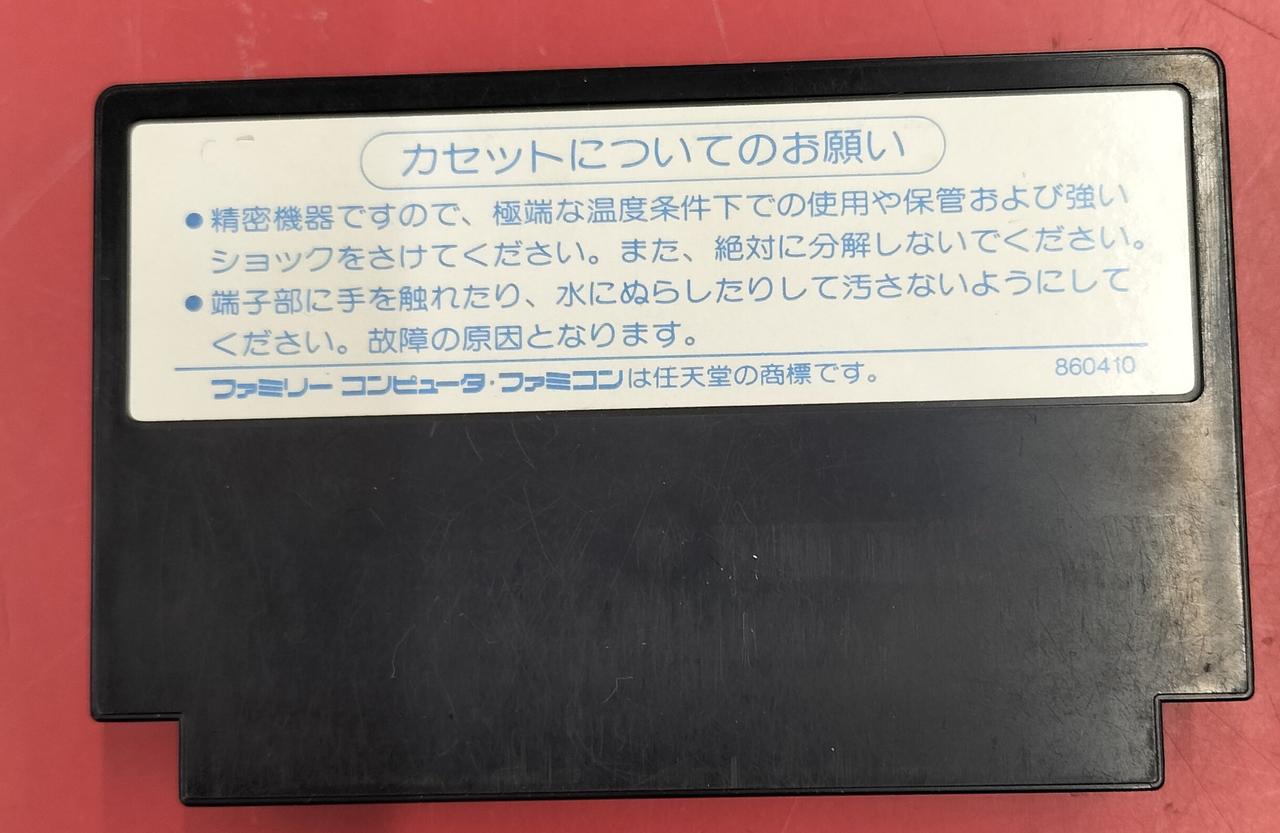 カセットについてのお願い
●精密機器ですので、極端な温度条件下での使用や保管および強い
ショックをさけてください。また、絶対に分解しないでください。
●端子部に手を触れたり、水にぬらしたりして汚さないようにして
ください。故障の原因となります。
ファミリー コンピュータ・ファミコンは任天堂の商標です。 860410